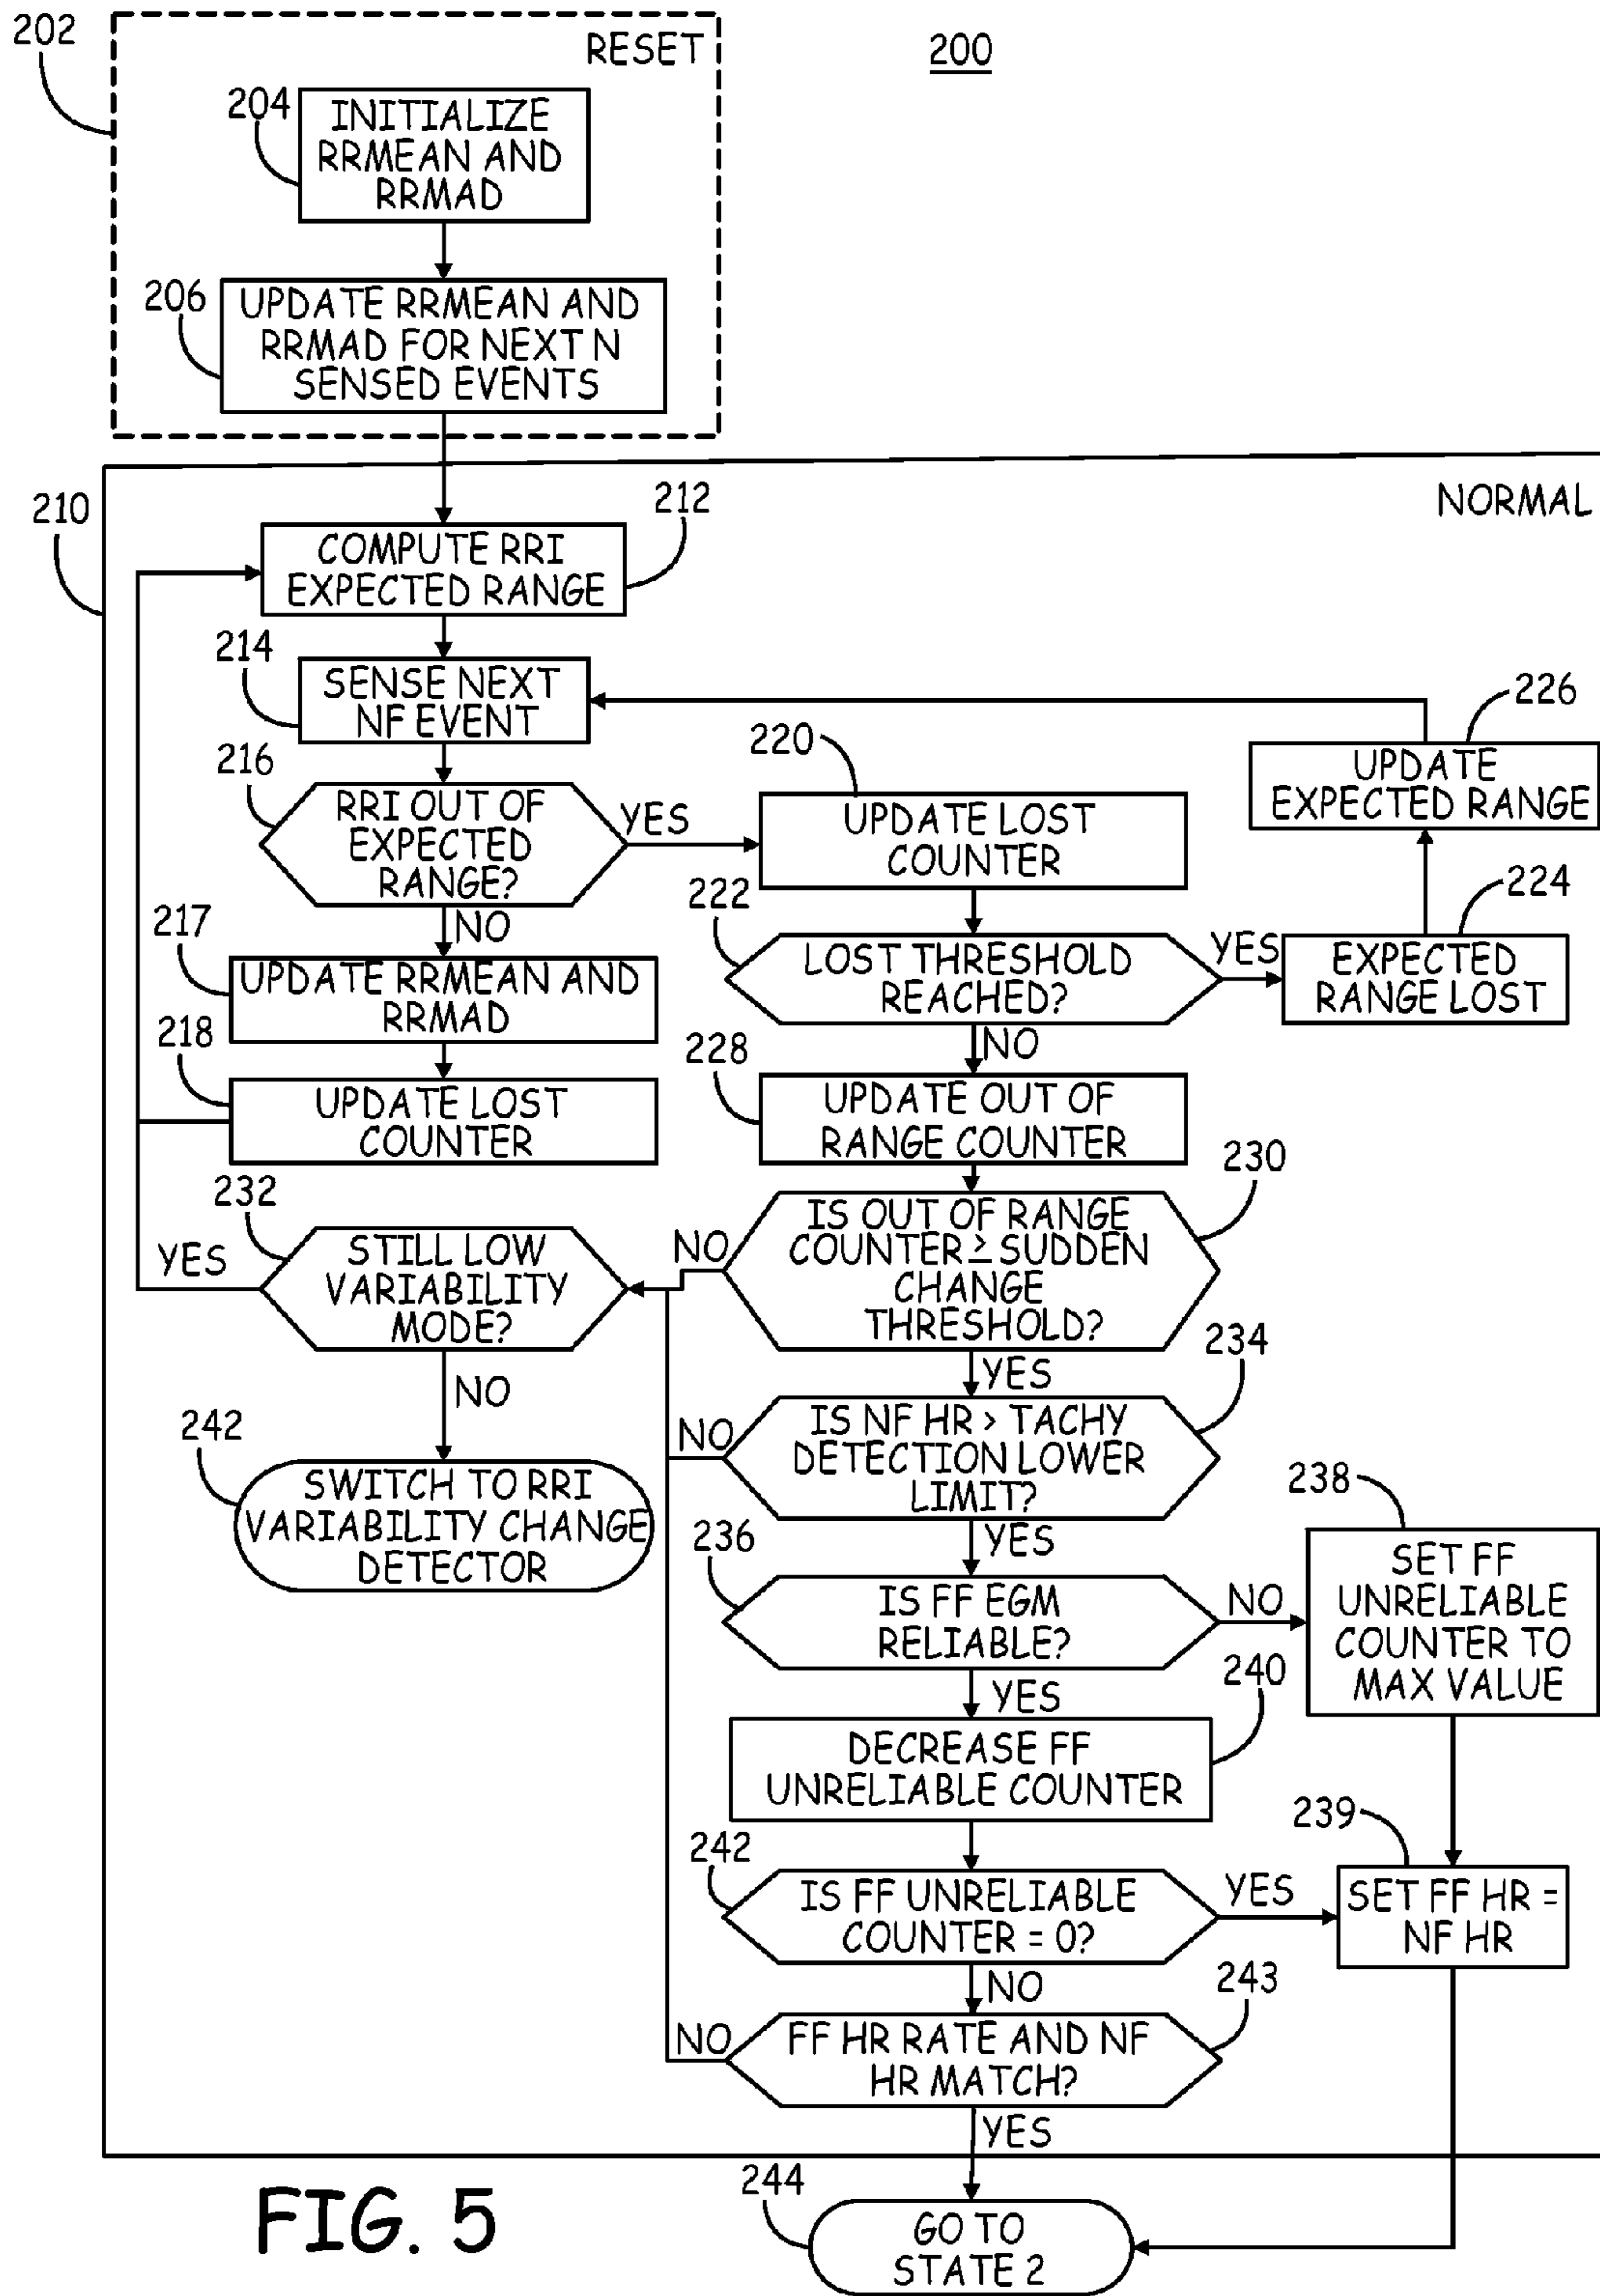 202
RESET
200
204
INITIALIZE
RRMEAN AND
RRMAD
206
UPDATE RRMEAN AND
RRMAD FOR NEXT N
SENSED EVENTS
210
NORMAL
212
COMPUTE RRI
EXPECTED RANGE
214
SENSE NEXT
NF EVENT
226
UPDATE
EXPECTED RANGE
216
RRI OUT OF
EXPECTED
RANGE?
YES
220
UPDATE LOST
COUNTER
NO
222
LOST THRESHOLD
REACHED?
YES
224
EXPECTED
RANGE LOST
217
UPDATE RRMEAN AND
RRMAD
218
UPDATE LOST
COUNTER
NO
228
UPDATE OUT OF
RANGE COUNTER
230
IS OUT OF RANGE
COUNTER ≥ SUDDEN
CHANGE
THRESHOLD?
NO
232
STILL LOW
VARIABILITY
MODE?
YES
NO
242
SWITCH TO RRI
VARIABILITY CHANGE
DETECTOR
YES
234
IS NF HR > TACHY
DETECTION LOWER
LIMIT?
NO
YES
236
IS FF EGM
RELIABLE?
NO
238
SET FF
UNRELIABLE
COUNTER TO
MAX VALUE
YES
240
DECREASE FF
UNRELIABLE COUNTER
242
IS FF UNRELIABLE
COUNTER = 0?
YES
239
SET FF HR =
NF HR
NO
243
FF HR RATE AND NF
HR MATCH?
NO
YES
244
GO TO
STATE 2
FIG. 5